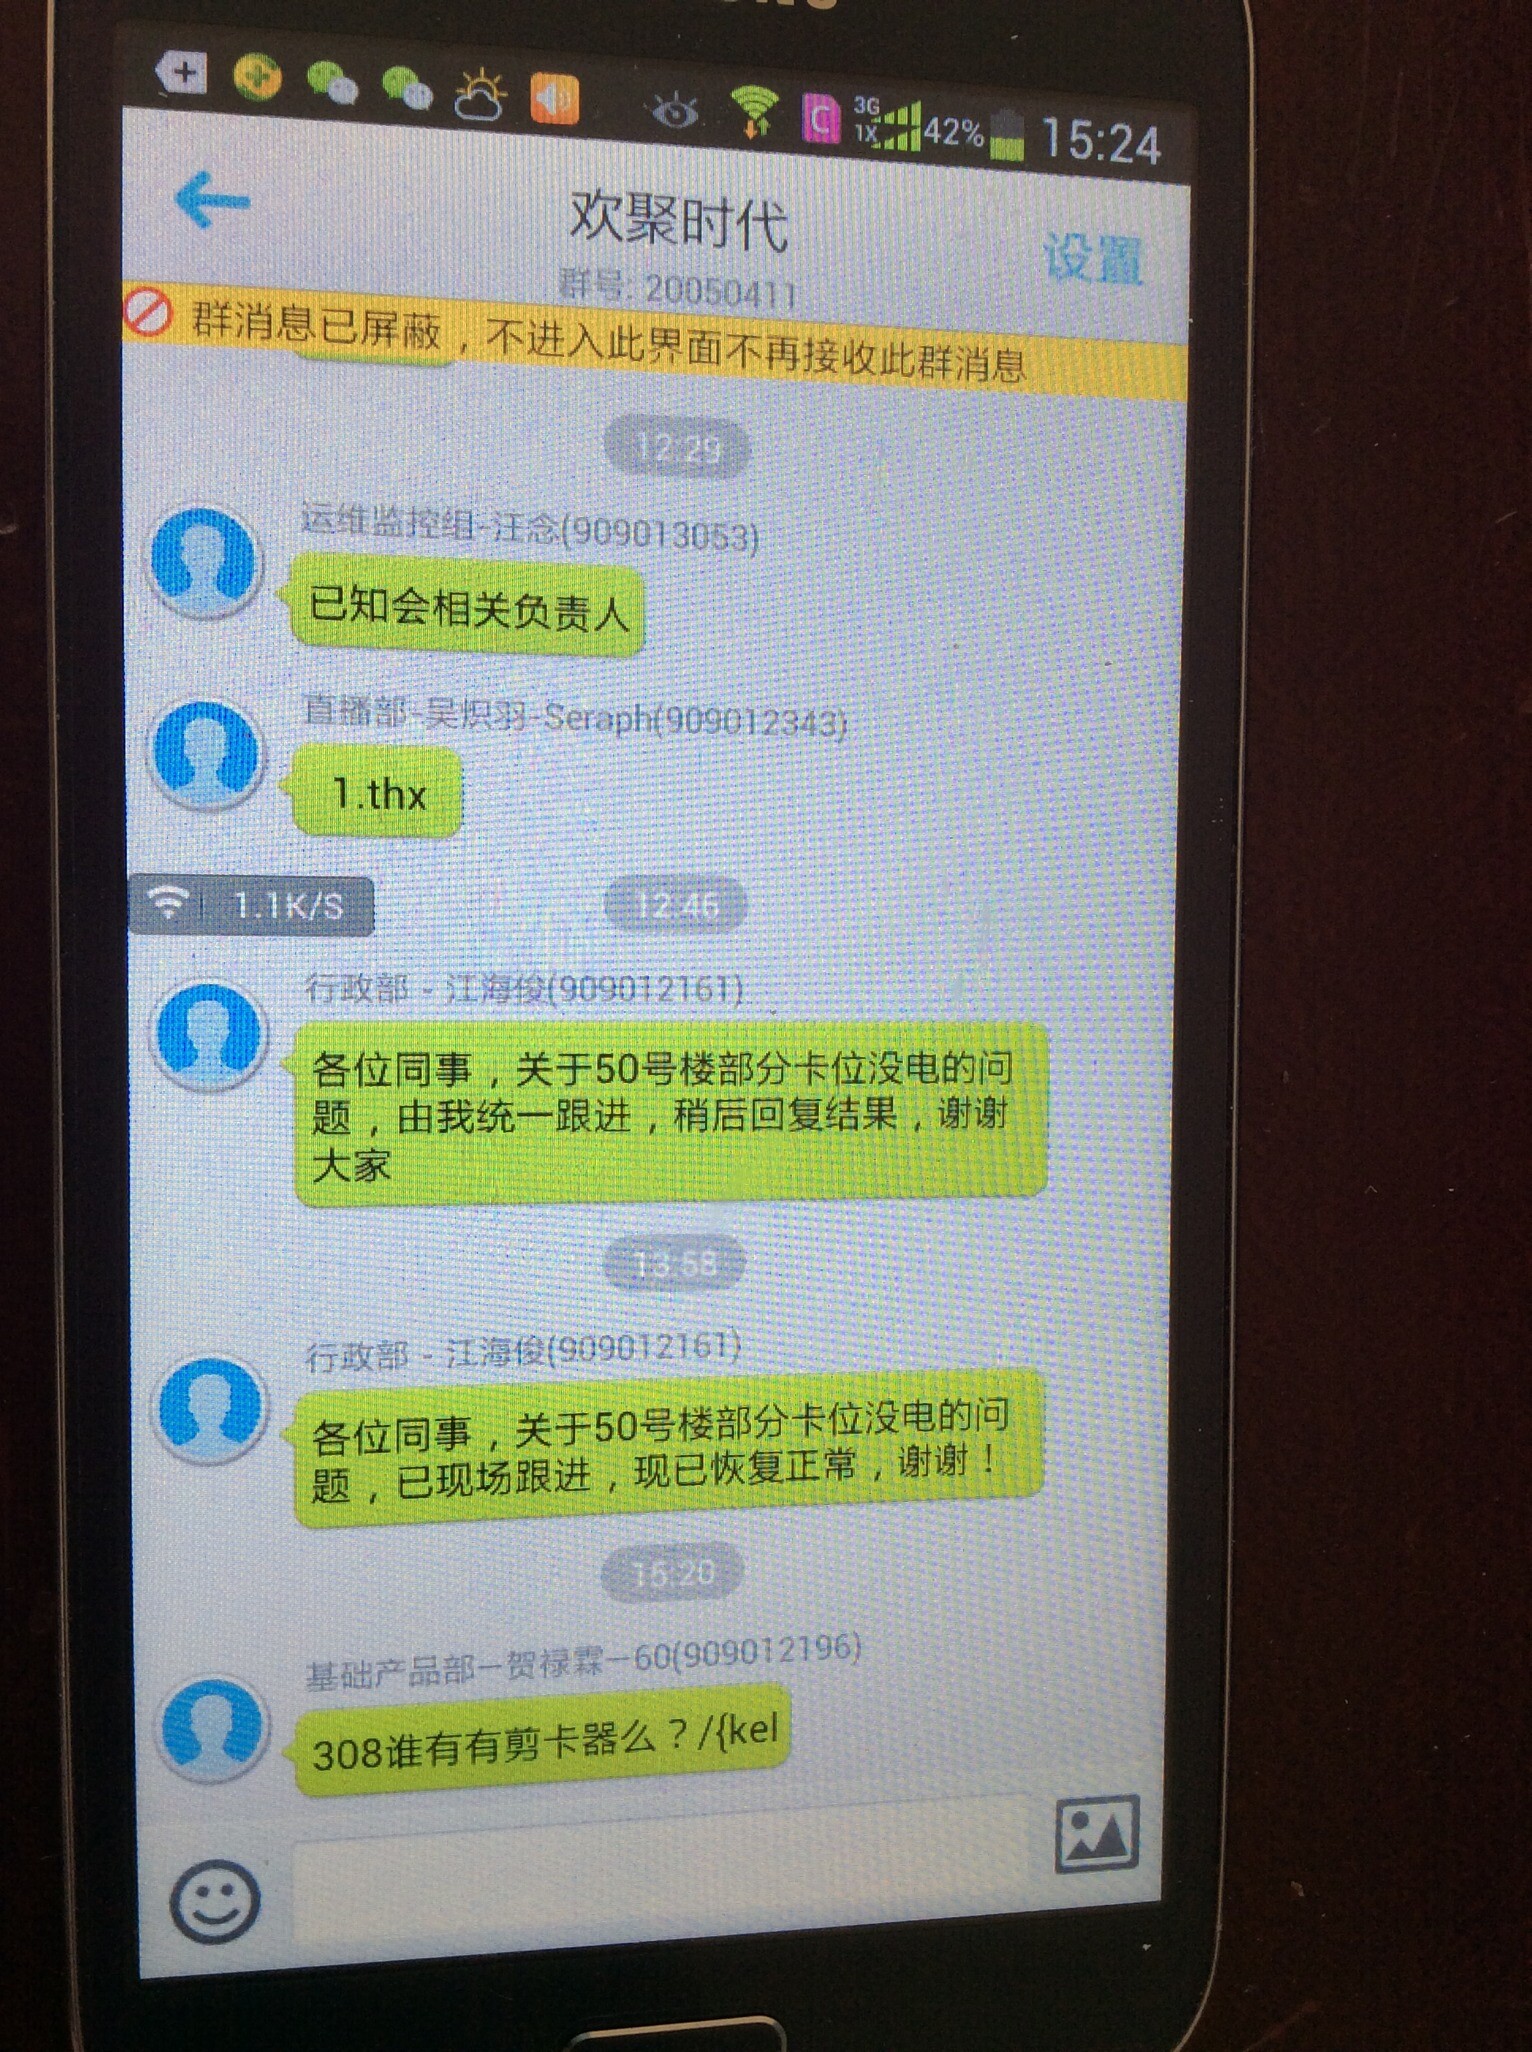 3G
1X
42%
15:24
欢聚时代
群号: 20050411
设置
群消息已屏蔽，不进入此界面不再接收此群消息
12:29
运维监控组-汪念(909013053)
已知会相关负责人
直播部-吴炽羽-Seraph(909012343)
1.thx
1.1K/S
12:46
行政部 - 江海俊(909012161)
各位同事，关于50号楼部分卡位没电的问
题，由我统一跟进，稍后回复结果，谢谢
大家
13:58
行政部 - 江海俊(909012161)
各位同事，关于50号楼部分卡位没电的问
题，已现场跟进，现已恢复正常，谢谢！
15:20
基础产品部—贺禄霖—60(909012196)
308谁有有剪卡器么？/{kel